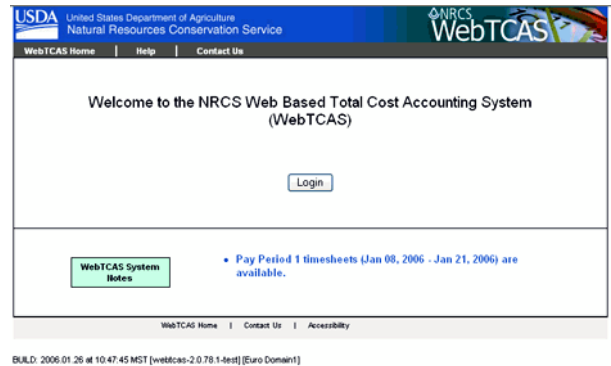 USDA United States Department of Agriculture
Natural Resources Conservation Service
NRCS
WebTCAS
WebTCAS Home | Help | Contact Us
Welcome to the NRCS Web Based Total Cost Accounting System
(WebTCAS)
Login
WebTCAS System
Notes
• Pay Period 1 timesheets (Jan 08, 2006 - Jan 21, 2006) are
available.
WebTCAS Home | Contact Us | Accessibility
BUILD: 2006.01.26 at 10:47:45 MST [webtcas-2.0.78.1-test] [Euro Domain1]